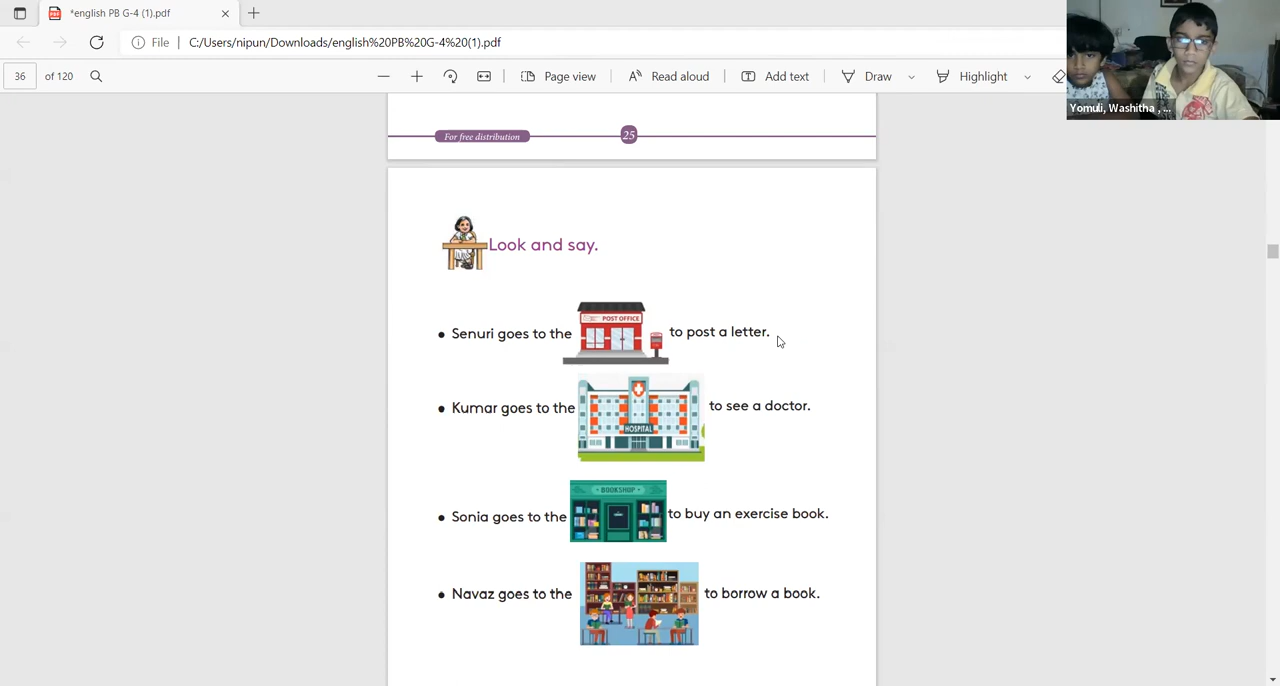 *english PB G-4 (1).pdf
File
C:/Users/nipun/Downloads/english%20PB%20G-4%20(1).pdf
36 of 120
Page view
Read aloud
Add text
Draw
Highlight
Yomuli, Washitha , ...
For free distribution
25
Look and say.
Senuri goes to the POST OFFICE to post a letter.
Kumar goes to the HOSPITAL to see a doctor.
Sonia goes to the BOOKSHOP to buy an exercise book.
Navaz goes to the to borrow a book.